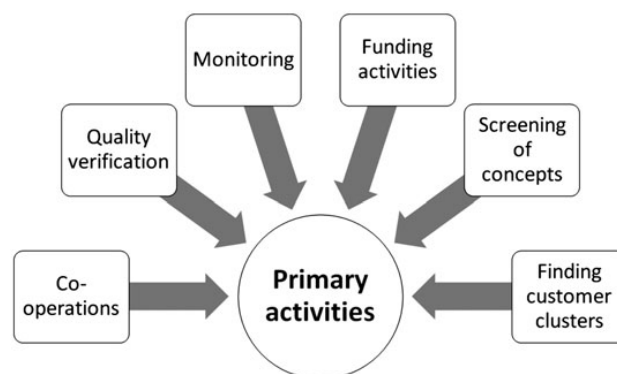 Monitoring
Funding
activities
Quality
verification
Screening
of
concepts
Co-
operations
Primary
activities
Finding
customer
clusters